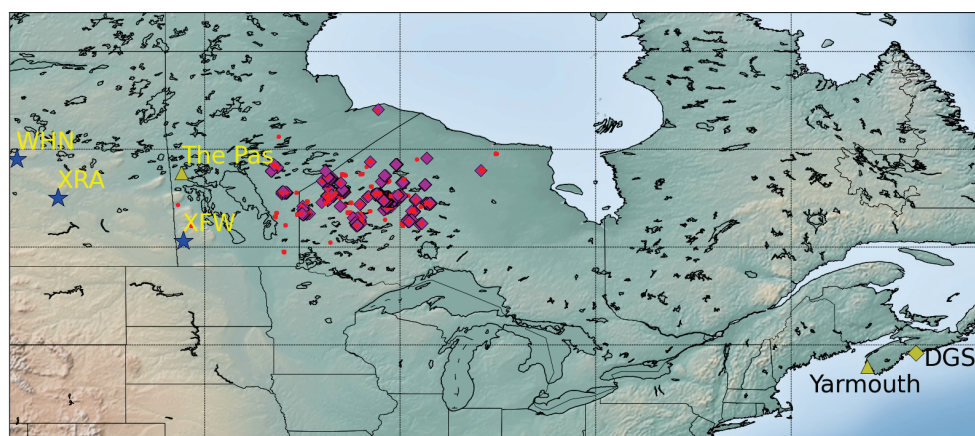 WHN
The Pas
XRA
XFW
DGS
Yarmouth